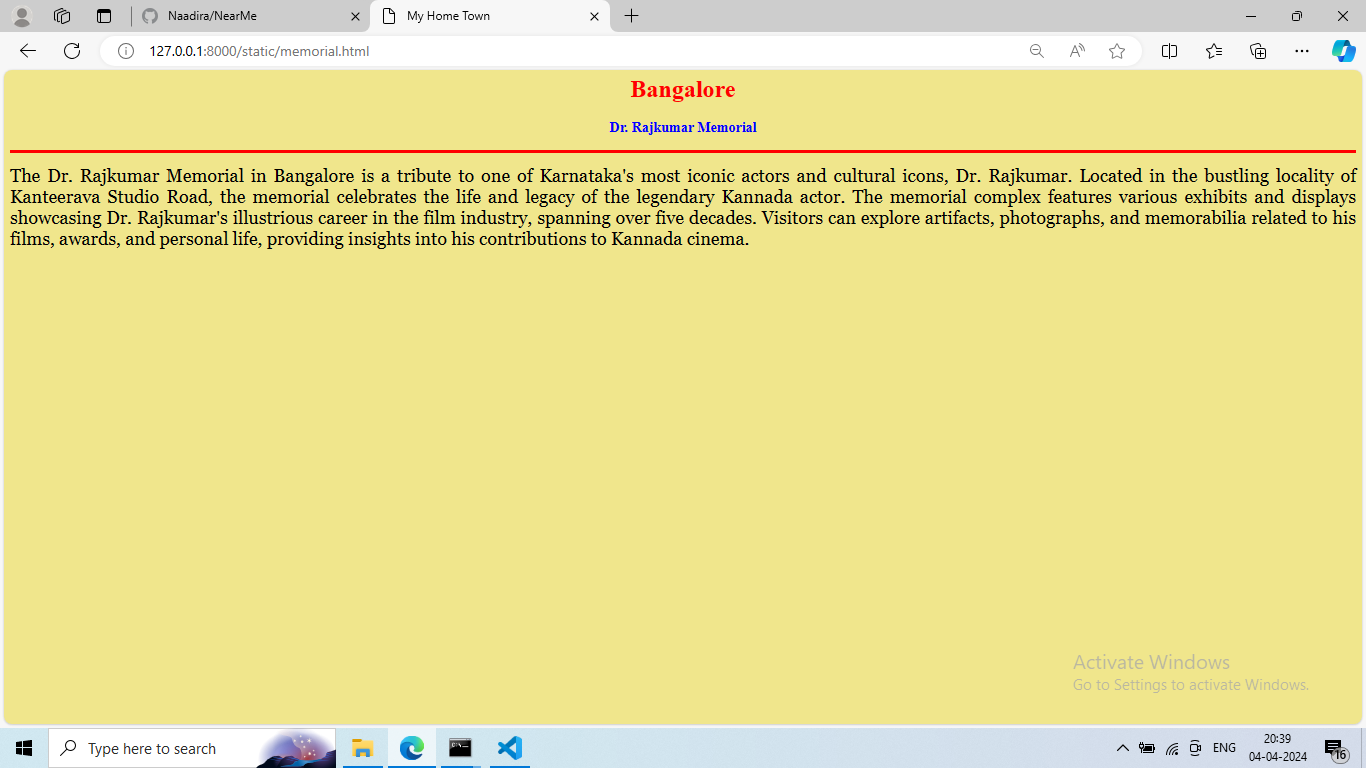 Naadira/NearMe
My Home Town
127.0.0.1:8000/static/memorial.html
Bangalore
Dr. Rajkumar Memorial
The Dr. Rajkumar Memorial in Bangalore is a tribute to one of Karnataka's most iconic actors and cultural icons, Dr. Rajkumar. Located in the bustling locality of
Kanteerava Studio Road, the memorial celebrates the life and legacy of the legendary Kannada actor. The memorial complex features various exhibits and displays
showcasing Dr. Rajkumar's illustrious career in the film industry, spanning over five decades. Visitors can explore artifacts, photographs, and memorabilia related to his
films, awards, and personal life, providing insights into his contributions to Kannada cinema.
Activate Windows
Go to Settings to activate Windows.
Type here to search
ENG
20:39
04-04-2024
16